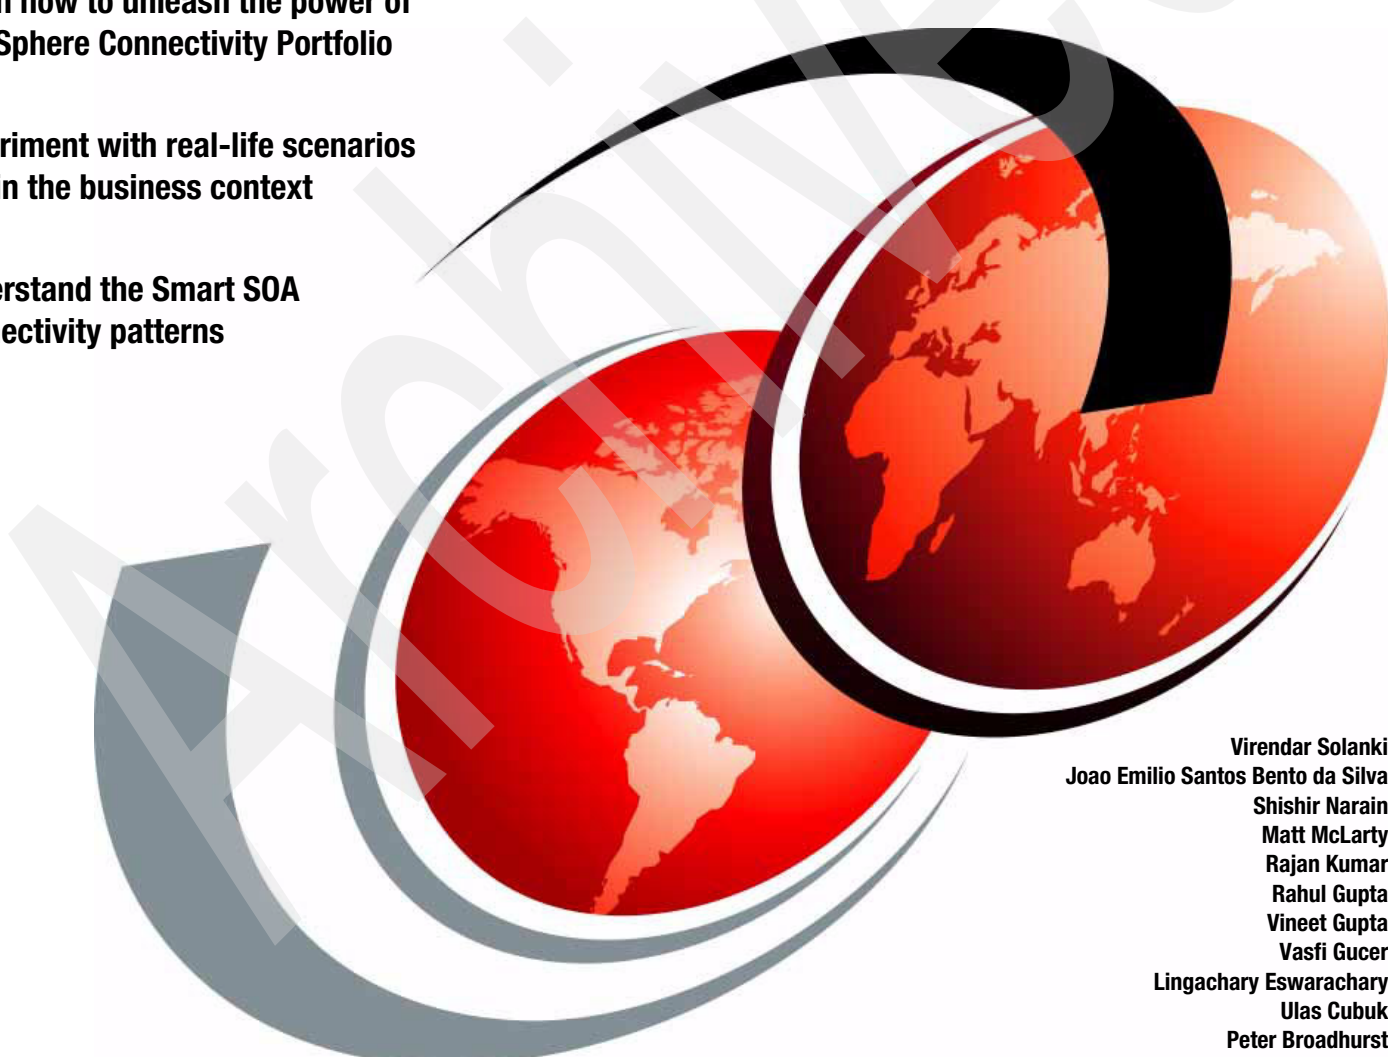 n how to unleash the power of
Sphere Connectivity Portfolio
riment with real-life scenarios
in the business context
erstand the Smart SOA
ectivity patterns
Archive
Virendar Solanki
Joao Emilio Santos Bento da Silva
Shishir Narain
Matt McLarty
Rajan Kumar
Rahul Gupta
Vineet Gupta
Vasfi Gucer
Lingachary Eswarachary
Ulas Cubuk
Peter Broadhurst